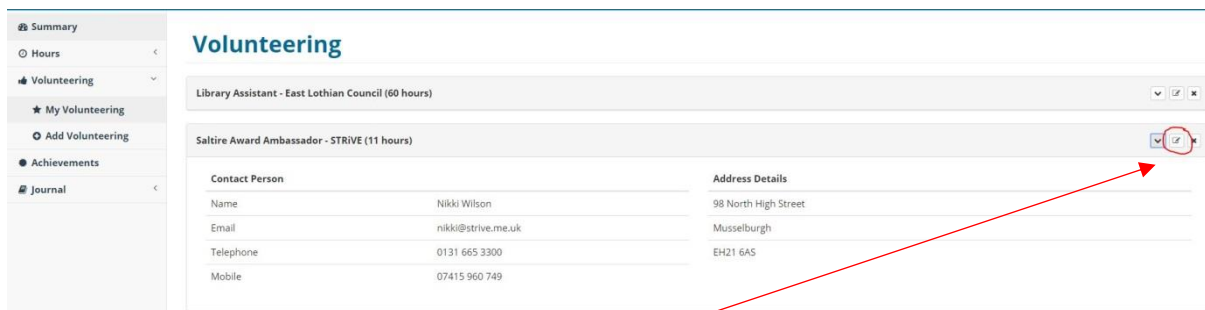 Summary
Hours
Volunteering
My Volunteering
Add Volunteering
Achievements
Journal
Volunteering
Library Assistant - East Lothian Council (60 hours)
Saltire Award Ambassador - STRiVE (11 hours)
Contact Person
Name Nikki Wilson
Email nikki@strive.me.uk
Telephone 0131 665 3300
Mobile 07415 960 749
Address Details
98 North High Street
Musselburgh
EH21 6AS